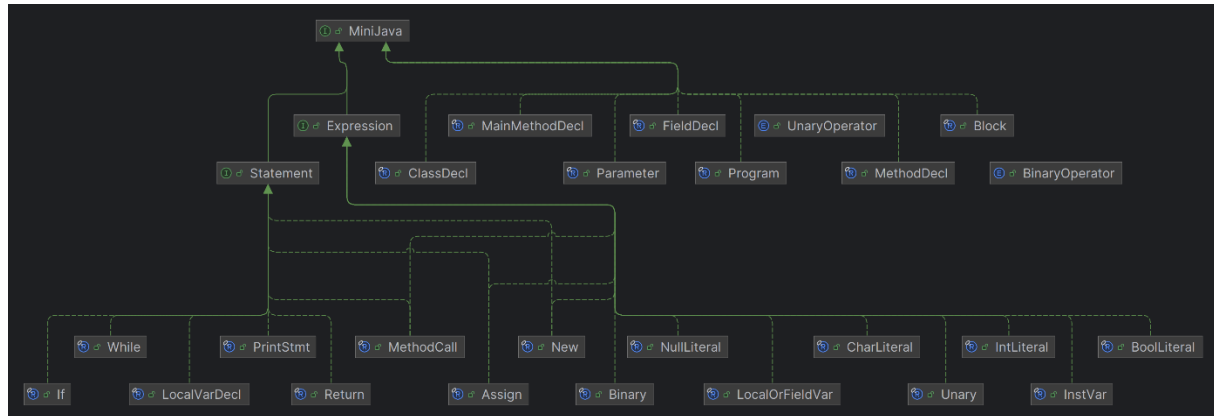 MiniJava
Expression
MainMethodDecl
FieldDecl
UnaryOperator
Block
Statement
ClassDecl
Parameter
Program
MethodDecl
BinaryOperator
While
PrintStmt
MethodCall
New
NullLiteral
CharLiteral
IntLiteral
BoolLiteral
If
LocalVarDecl
Return
Assign
Binary
LocalOrFieldVar
Unary
InstVar